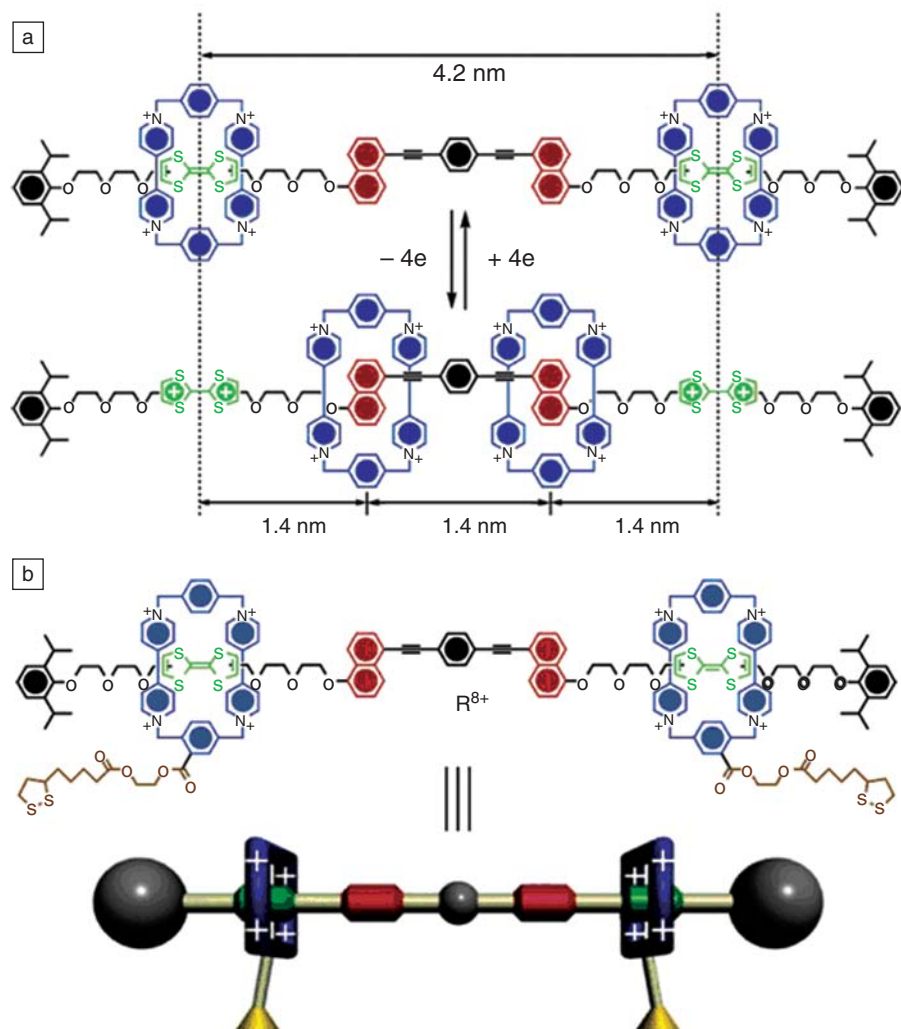 a
4.2 nm
+N N+ +N N+
S S S S
O O O O O O O O O O O O
S S S S
+N N+ +N N+
– 4e + 4e
+N N+ +N N+
S S S S
+ + + +
O O O O O O O O O O O O
S S S S
+N N+ +N N+
1.4 nm 1.4 nm 1.4 nm
b
+N N+ +N N+
S S S S
O O O O O O O O O O O O
S S S S
R8+
+N N+ +N N+
O O O O
O O O O
S S S S
+ + + +
+ + + +